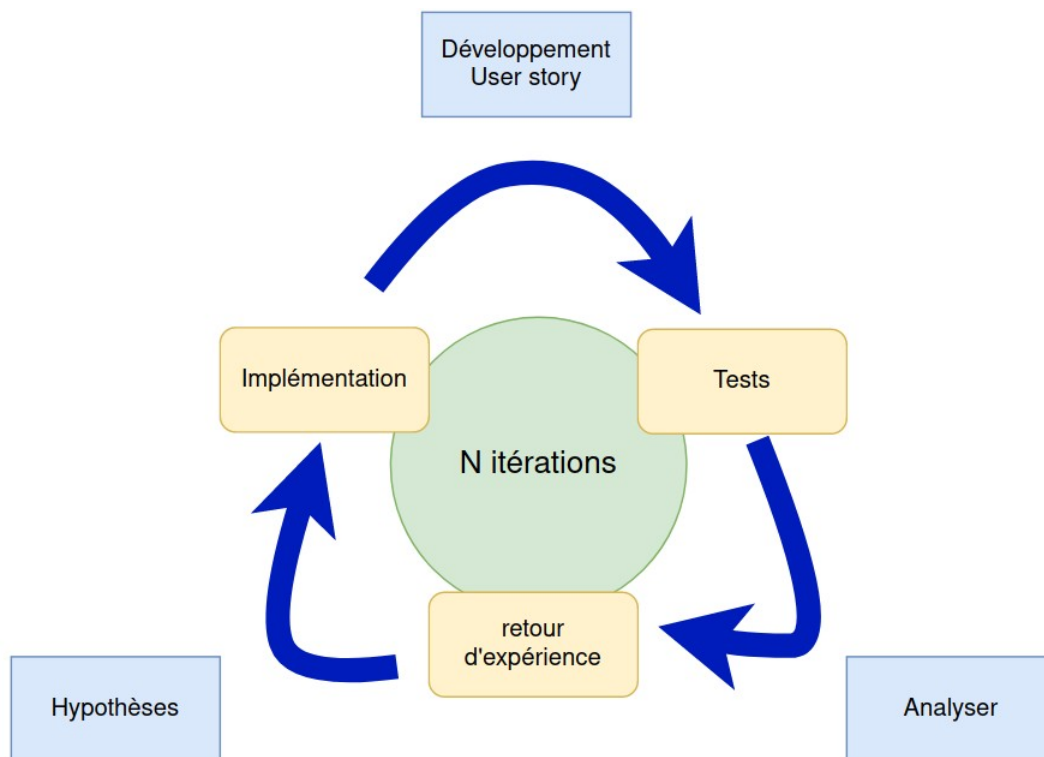 Développement
User story
Implémentation
Tests
N itérations
retour
d'expérience
Hypothèses
Analyser